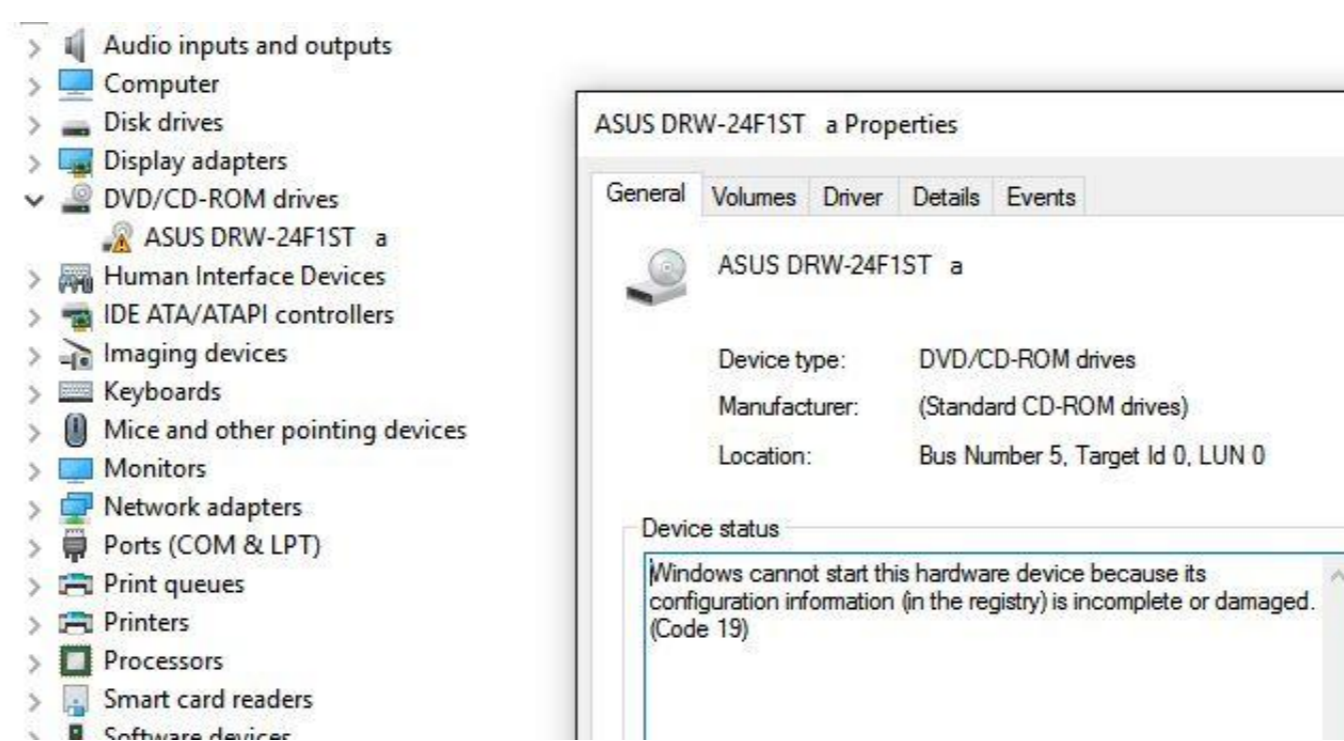 Audio inputs and outputs
Computer
Disk drives
Display adapters
DVD/CD-ROM drives
ASUS DRW-24F1ST a
Human Interface Devices
IDE ATA/ATAPI controllers
Imaging devices
Keyboards
Mice and other pointing devices
Monitors
Network adapters
Ports (COM & LPT)
Print queues
Printers
Processors
Smart card readers
Software devices
ASUS DRW-24F1ST a Properties
General Volumes Driver Details Events
ASUS DRW-24F1ST a
Device type: DVD/CD-ROM drives
Manufacturer: (Standard CD-ROM drives)
Location: Bus Number 5, Target Id 0, LUN 0
Device status
Windows cannot start this hardware device because its
configuration information (in the registry) is incomplete or damaged.
(Code 19)